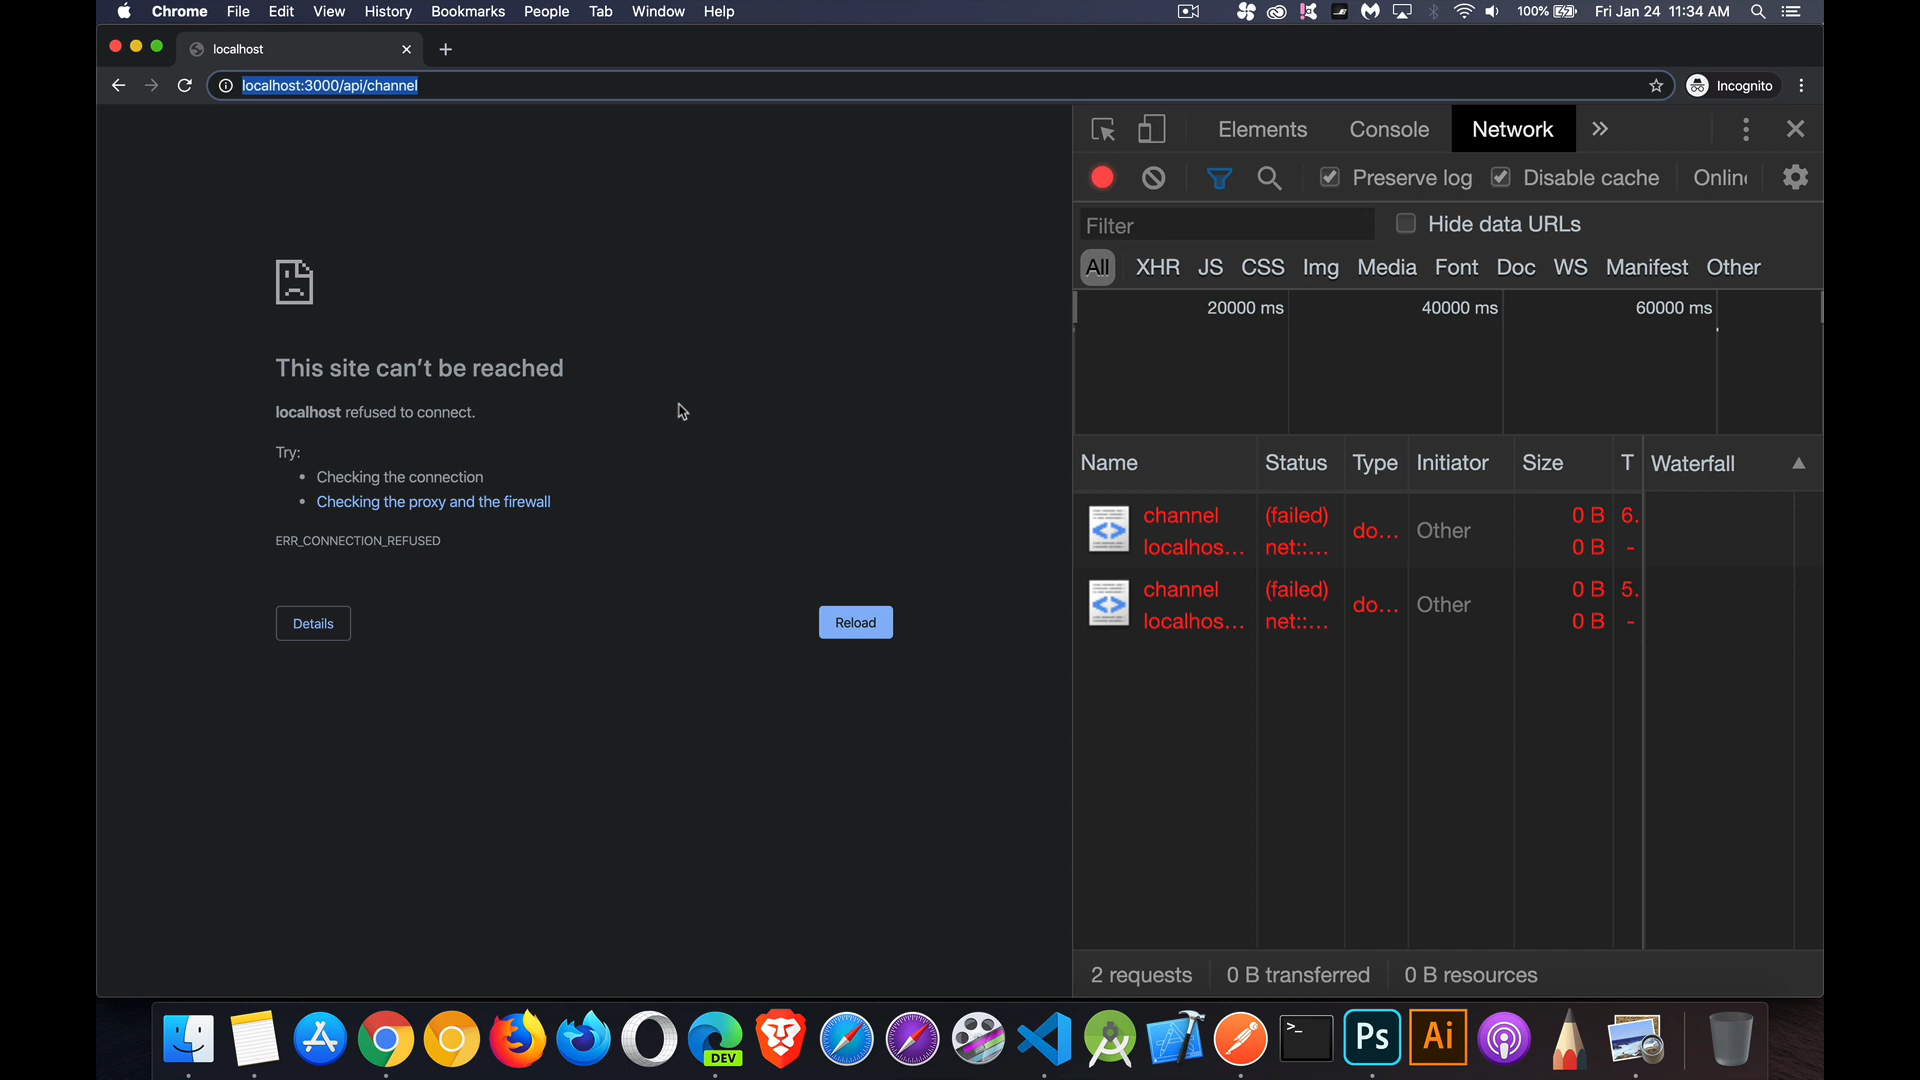 Chrome File Edit View History Bookmarks People Tab Window Help 100% Fri Jan 24 11:34 AM
localhost
localhost:3000/api/channel
Incognito
Elements Console Network
Preserve log Disable cache Onlin
Filter
Hide data URLs
All XHR JS CSS Img Media Font Doc WS Manifest Other
20000 ms 40000 ms 60000 ms
This site can’t be reached
localhost refused to connect.
Try:
• Checking the connection
• Checking the proxy and the firewall
ERR_CONNECTION_REFUSED
Details
Reload
Name Status Type Initiator Size T Waterfall
channel (failed) do... Other 0 B 6.
localhos... net::... 0 B -
channel (failed) do... Other 0 B 5.
localhos... net::... 0 B -
2 requests 0 B transferred 0 B resources
DEV
>_
Ps
Ai